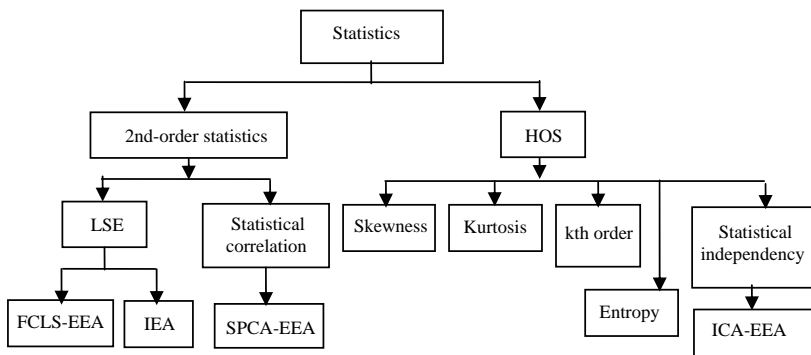 Statistics
2nd-order statistics
HOS
LSE
Statistical
correlation
Skewness
Kurtosis
kth order
Statistical
independency
FCLS-EEA
IEA
SPCA-EEA
Entropy
ICA-EEA